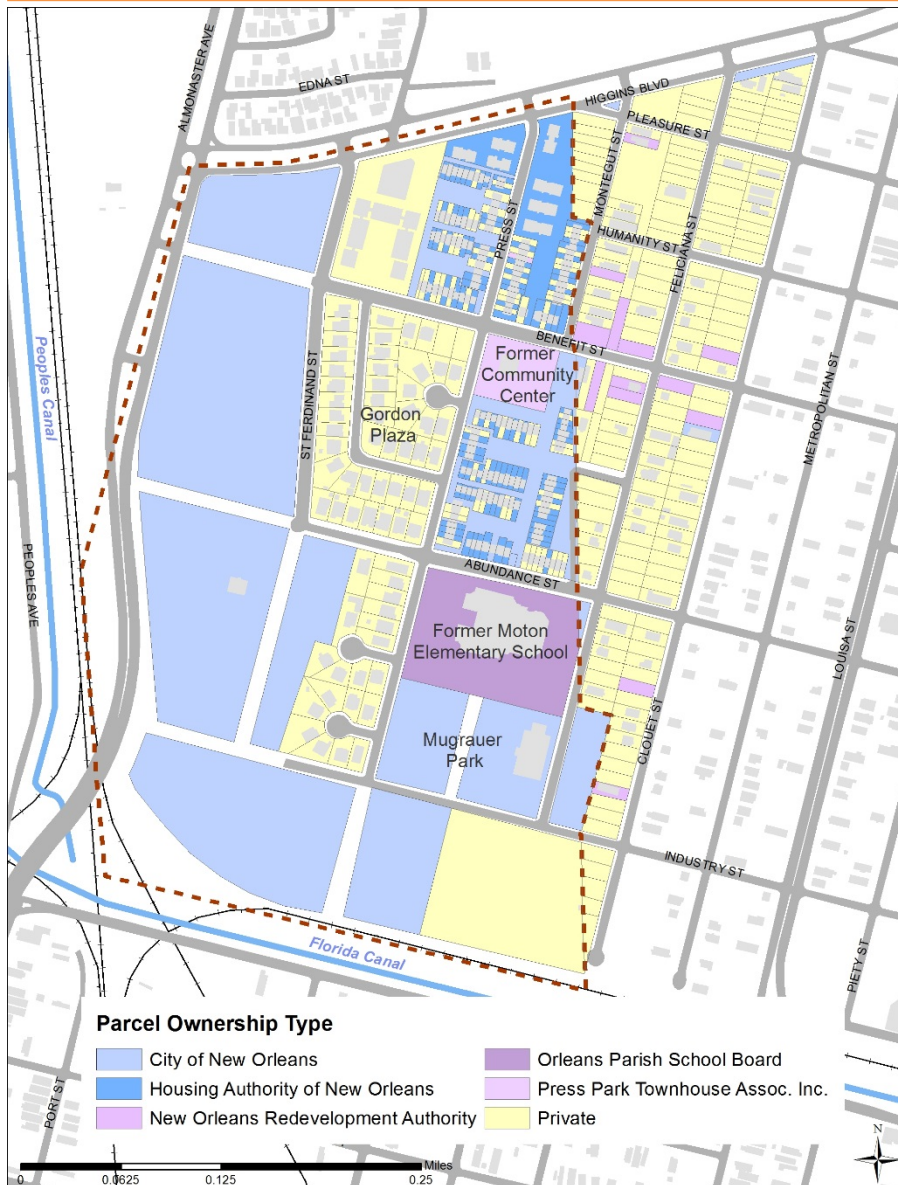 ALMONASTER AVE
EDNA ST
HIGGINS BLVD
PLEASURE ST
MONTEGUT ST
PRESS ST
HUMANITY ST
FELICIANA ST
BENEFIT ST
Former
Community
Center
Peoples Canal
ST FERDINAND ST
Gordon
Plaza
METROPOLITAN ST
PEOPLES AVE
ABUNDANCE ST
Former Moton
Elementary School
LOUISA ST
Mugrauer
Park
CLOUET ST
INDUSTRY ST
Florida Canal
PIETY ST
PORT ST
Parcel Ownership Type
City of New Orleans
Housing Authority of New Orleans
New Orleans Redevelopment Authority
Orleans Parish School Board
Press Park Townhouse Assoc. Inc.
Private
N
Miles
0 0.0625 0.125 0.25